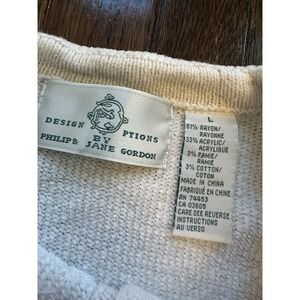 DESIGN OPTIONS
BY
PHILIP & JANE GORDON
L
61% RAYON/
RAYONNE
33% ACRYLIC/
ACRYLIQUE
3% RAMIE/
RAMIE
3% COTTON/
COTON
MADE IN CHINA
FABRIQUÉ EN CHINE
RN 74453
CA 03605
CARE SEE REVERSE
INSTRUCTIONS
AU VERSO